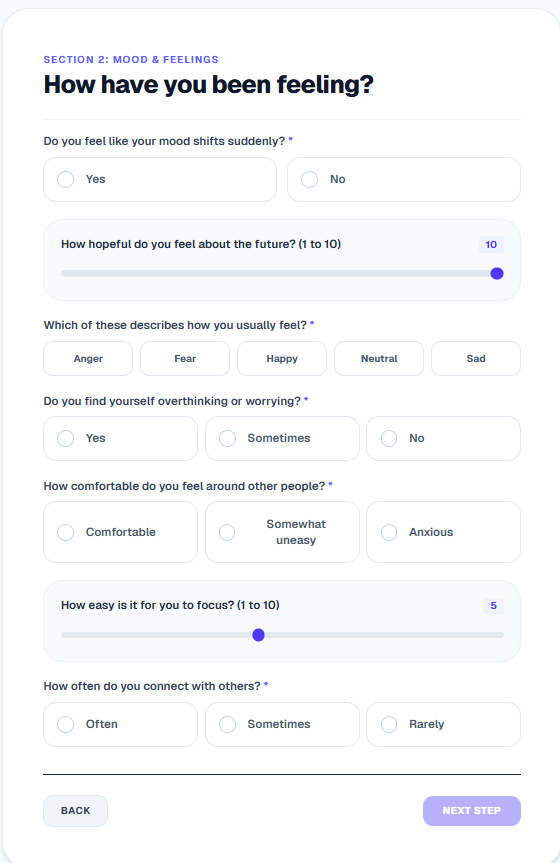 SECTION 2: MOOD & FEELINGS
How have you been feeling?
Do you feel like your mood shifts suddenly? *
Yes
No
How hopeful do you feel about the future? (1 to 10)
10
Which of these describes how you usually feel? *
Anger
Fear
Happy
Neutral
Sad
Do you find yourself overthinking or worrying? *
Yes
Sometimes
No
How comfortable do you feel around other people? *
Comfortable
Somewhat
uneasy
Anxious
How easy is it for you to focus? (1 to 10)
5
How often do you connect with others? *
Often
Sometimes
Rarely
BACK
NEXT STEP